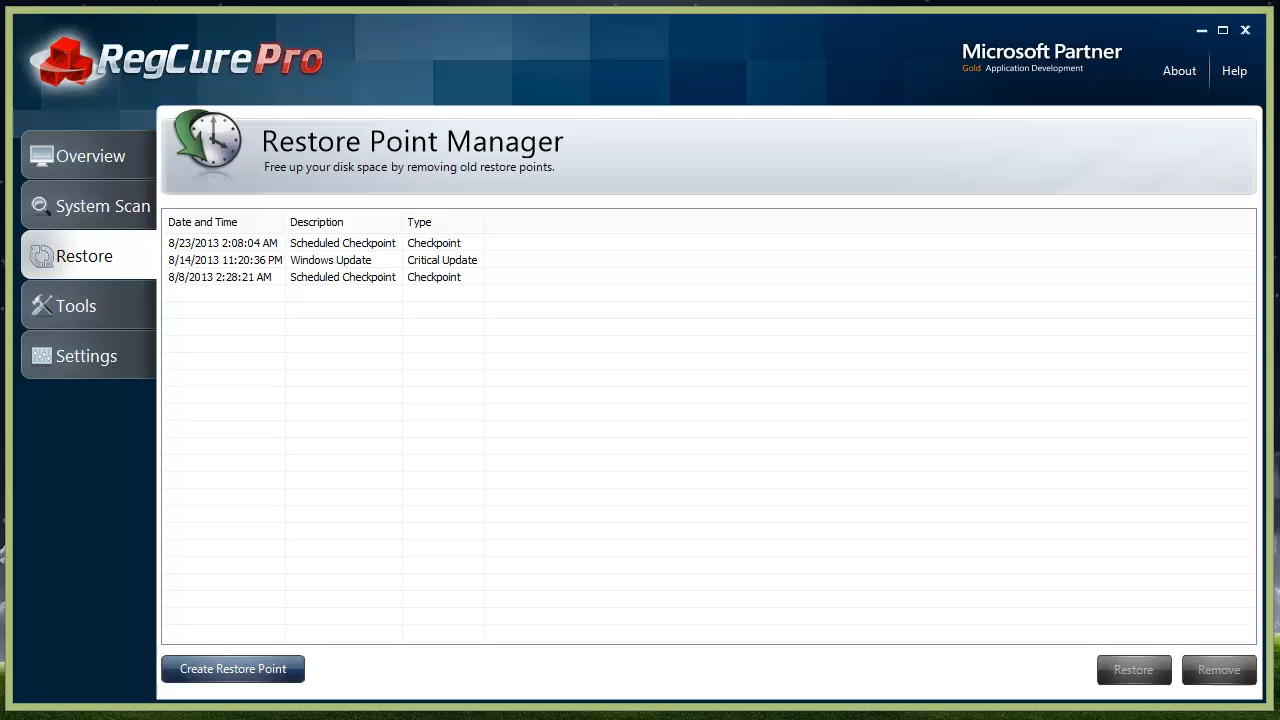 RegCure Pro
Microsoft Partner
Gold Application Development
About
Help
Overview
System Scan
Restore
Tools
Settings
Restore Point Manager
Free up your disk space by removing old restore points.
Date and Time Description Type
8/23/2013 2:08:04 AM Scheduled Checkpoint Checkpoint
8/14/2013 11:20:36 PM Windows Update Critical Update
8/8/2013 2:28:21 AM Scheduled Checkpoint Checkpoint
Create Restore Point
Restore
Remove